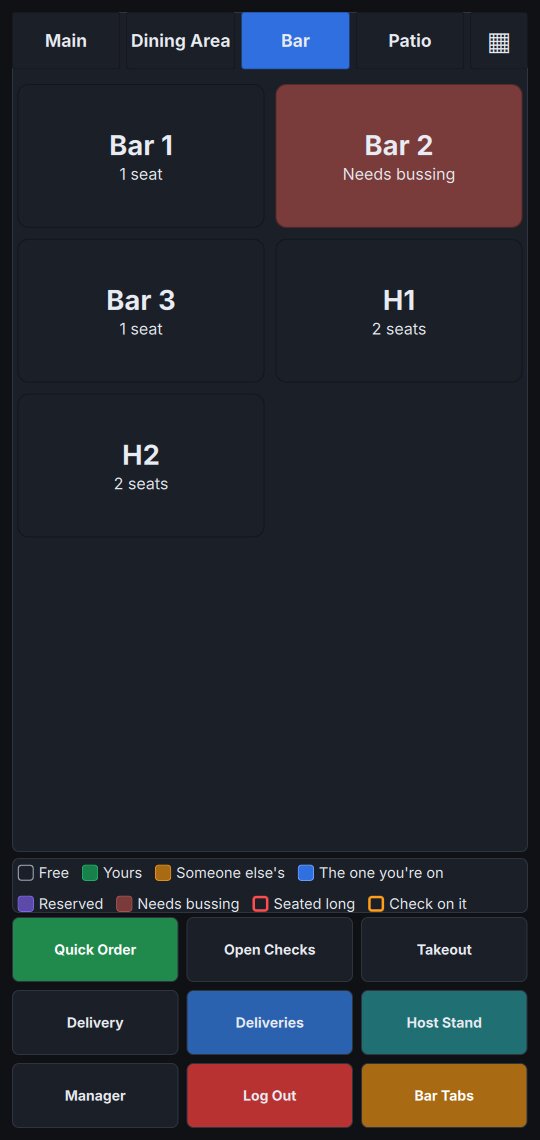 Main Dining Area Bar Patio
Bar 1
1 seat
Bar 2
Needs bussing
Bar 3
1 seat
H1
2 seats
H2
2 seats
Free Yours Someone else's The one you're on
Reserved Needs bussing Seated long Check on it
Quick Order Open Checks Takeout
Delivery Deliveries Host Stand
Manager Log Out Bar Tabs